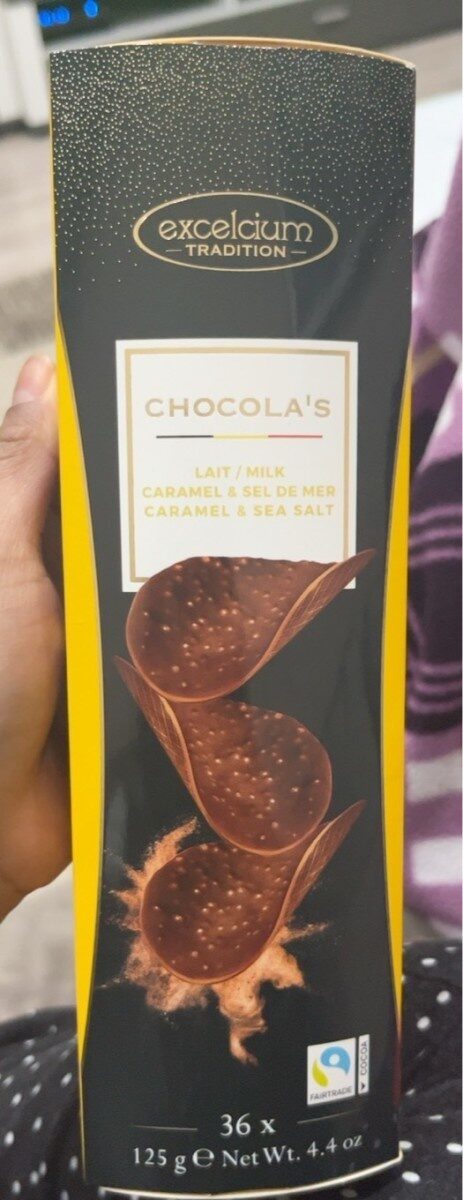 excelcium
TRADITION
CHOCOLA'S
LAIT / MILK
CARAMEL & SEL DE MER
CARAMEL & SEA SALT
FAIRTRADE
COCOA
36 x
125 g ℮ Net Wt. 4.4 oz